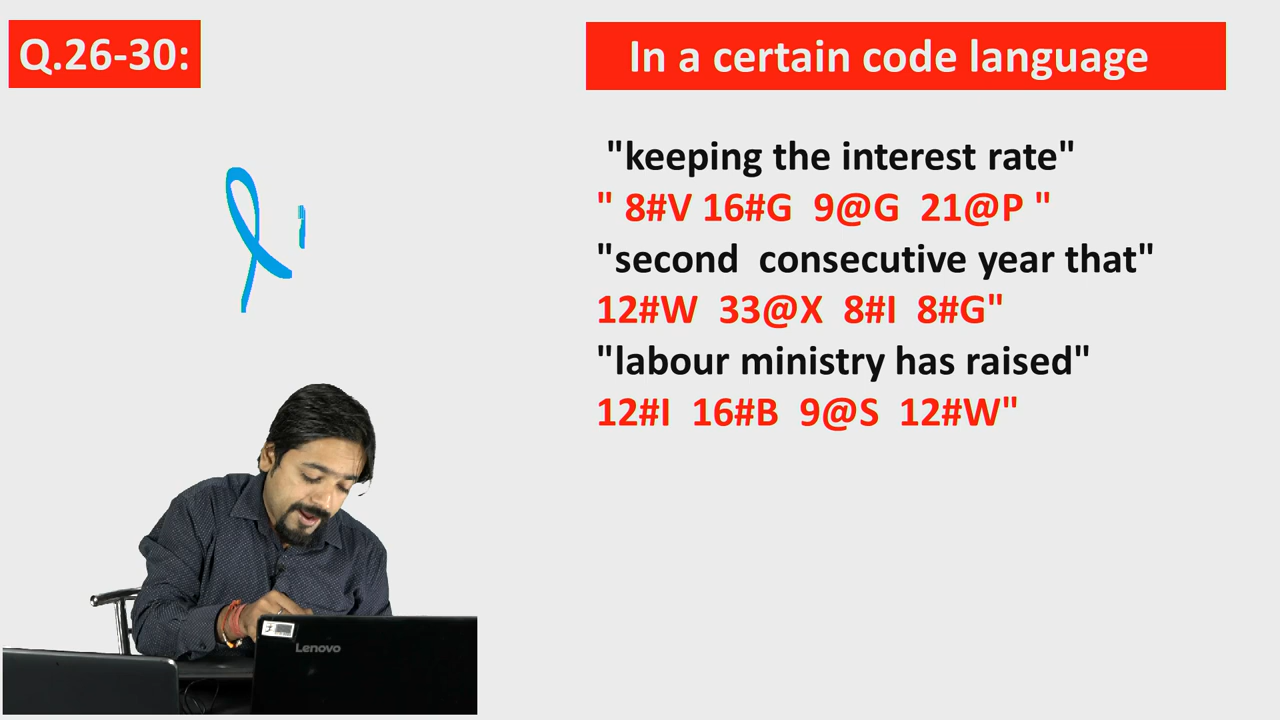 Q.26-30:
In a certain code language
"keeping the interest rate"
" 8#V 16#G 9@G 21@P "
"second consecutive year that"
12#W 33@X 8#I 8#G"
"labour ministry has raised"
12#I 16#B 9@S 12#W"
Lenovo